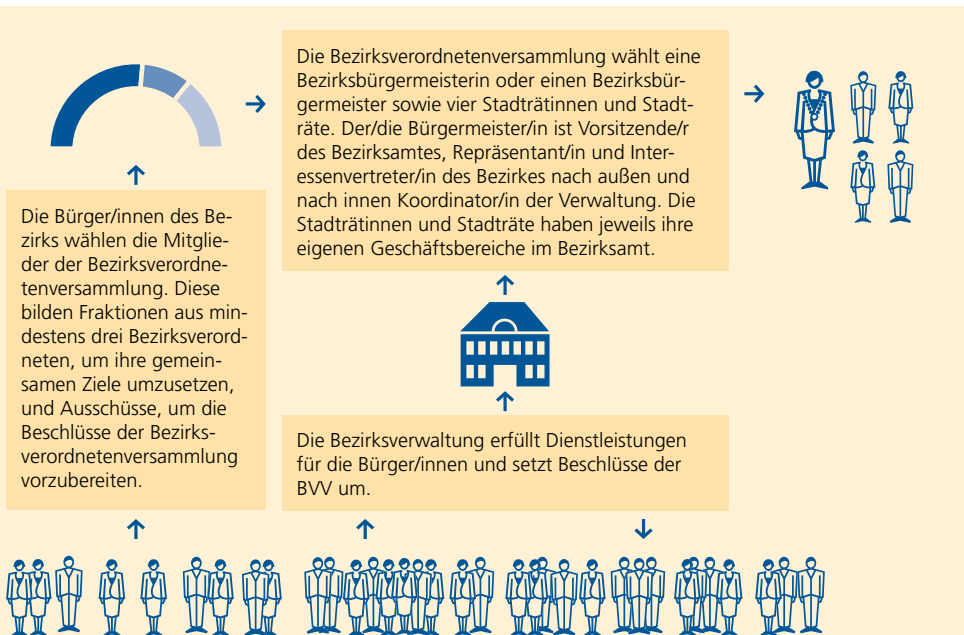 Die Bezirksverordnetenversammlung wählt eine
Bezirksbürgermeisterin oder einen Bezirksbür-
germeister sowie vier Stadträtinnen und Stadt-
räte. Der/die Bürgermeister/in ist Vorsitzende/r
des Bezirksamtes, Repräsentant/in und Inter-
essenvertreter/in des Bezirkes nach außen und
nach innen Koordinator/in der Verwaltung. Die
Stadträtinnen und Stadträte haben jeweils ihre
eigenen Geschäftsbereiche im Bezirksamt.
Die Bürger/innen des Be-
zirks wählen die Mitglie-
der der Bezirksverordne-
tenversammlung. Diese
bilden Fraktionen aus min-
destens drei Bezirksverord-
neten, um ihre gemein-
samen Ziele umzusetzen,
und Ausschüsse, um die
Beschlüsse der Bezirks-
verordnetenversammlung
vorzubereiten.
Die Bezirksverwaltung erfüllt Dienstleistungen
für die Bürger/innen und setzt Beschlüsse der
BVV um.